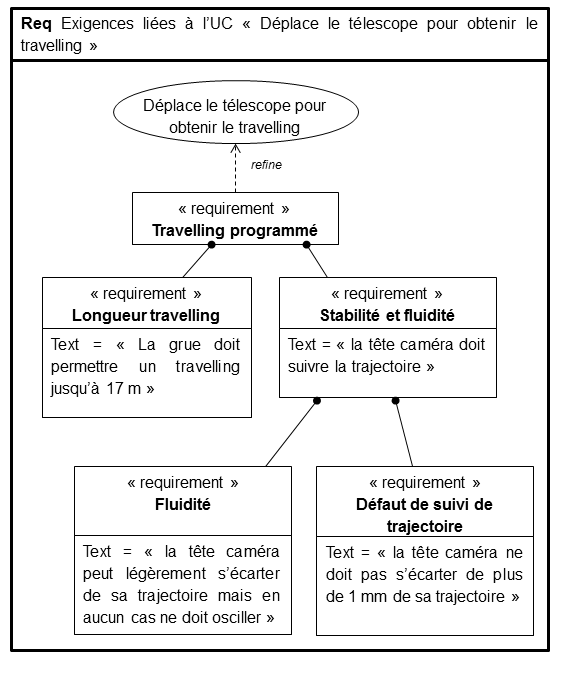 Req Exigences liées à l'UC « Déplace le télescope pour obtenir le
travelling »
Déplace le télescope pour
obtenir le travelling
refine
« requirement »
Travelling programmé
« requirement »
Longueur travelling
Text = « La grue doit
permettre un travelling
jusqu'à 17 m »
« requirement »
Stabilité et fluidité
Text = « la tête caméra doit
suivre la trajectoire »
« requirement »
Fluidité
Text = « la tête caméra
peut légèrement s'écarter
de sa trajectoire mais en
aucun cas ne doit osciller »
« requirement »
Défaut de suivi de
trajectoire
Text = « la tête caméra ne
doit pas s'écarter de plus
de 1 mm de sa trajectoire »